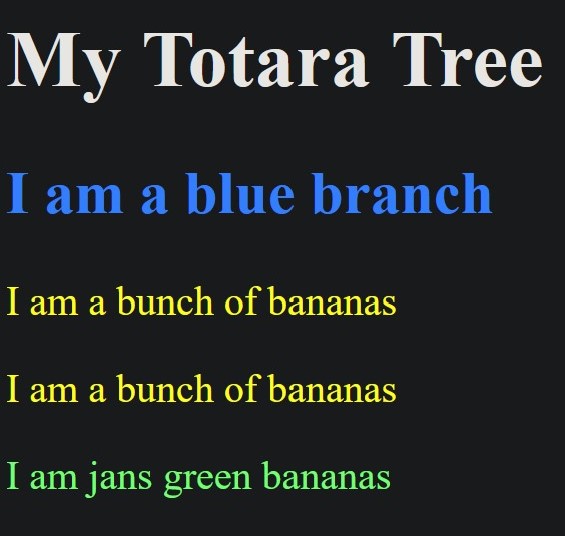 My Totara Tree
I am a blue branch
I am a bunch of bananas
I am a bunch of bananas
I am jans green bananas